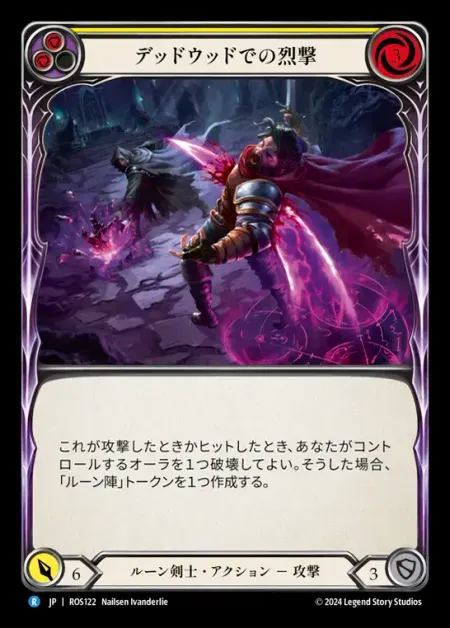 デッドウッドでの烈撃
3
これが攻撃したときかヒットしたとき、あなたがコント
ロールするオーラを1つ破壊してよい。そうした場合、
「ルーン陣」トークンを1つ作成する。
6
ルーン剣士・アクション － 攻撃
3
R JP | ROS122 Nailsen Ivanderlie
© 2024 Legend Story Studios